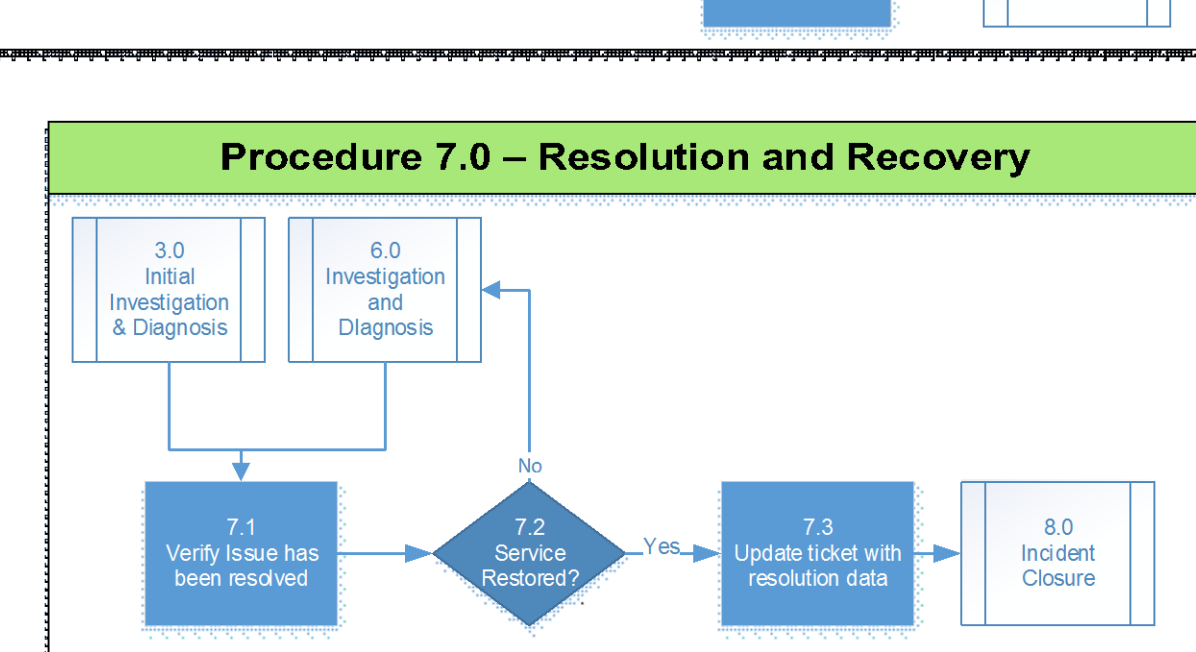 Procedure 7.0 – Resolution and Recovery
3.0
Initial
Investigation
& Diagnosis
6.0
Investigation
and
DIagnosis
No
7.1
Verify Issue has
been resolved
7.2
Service
Restored?
Yes
7.3
Update ticket with
resolution data
8.0
Incident
Closure